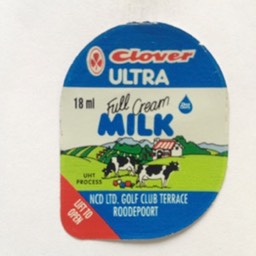 Clover
ULTRA
18 ml
Full Cream
MILK
UHT
PROCESS
LIFT TO
OPEN
NCD LTD. GOLF CLUB TERRACE
ROODEPOORT